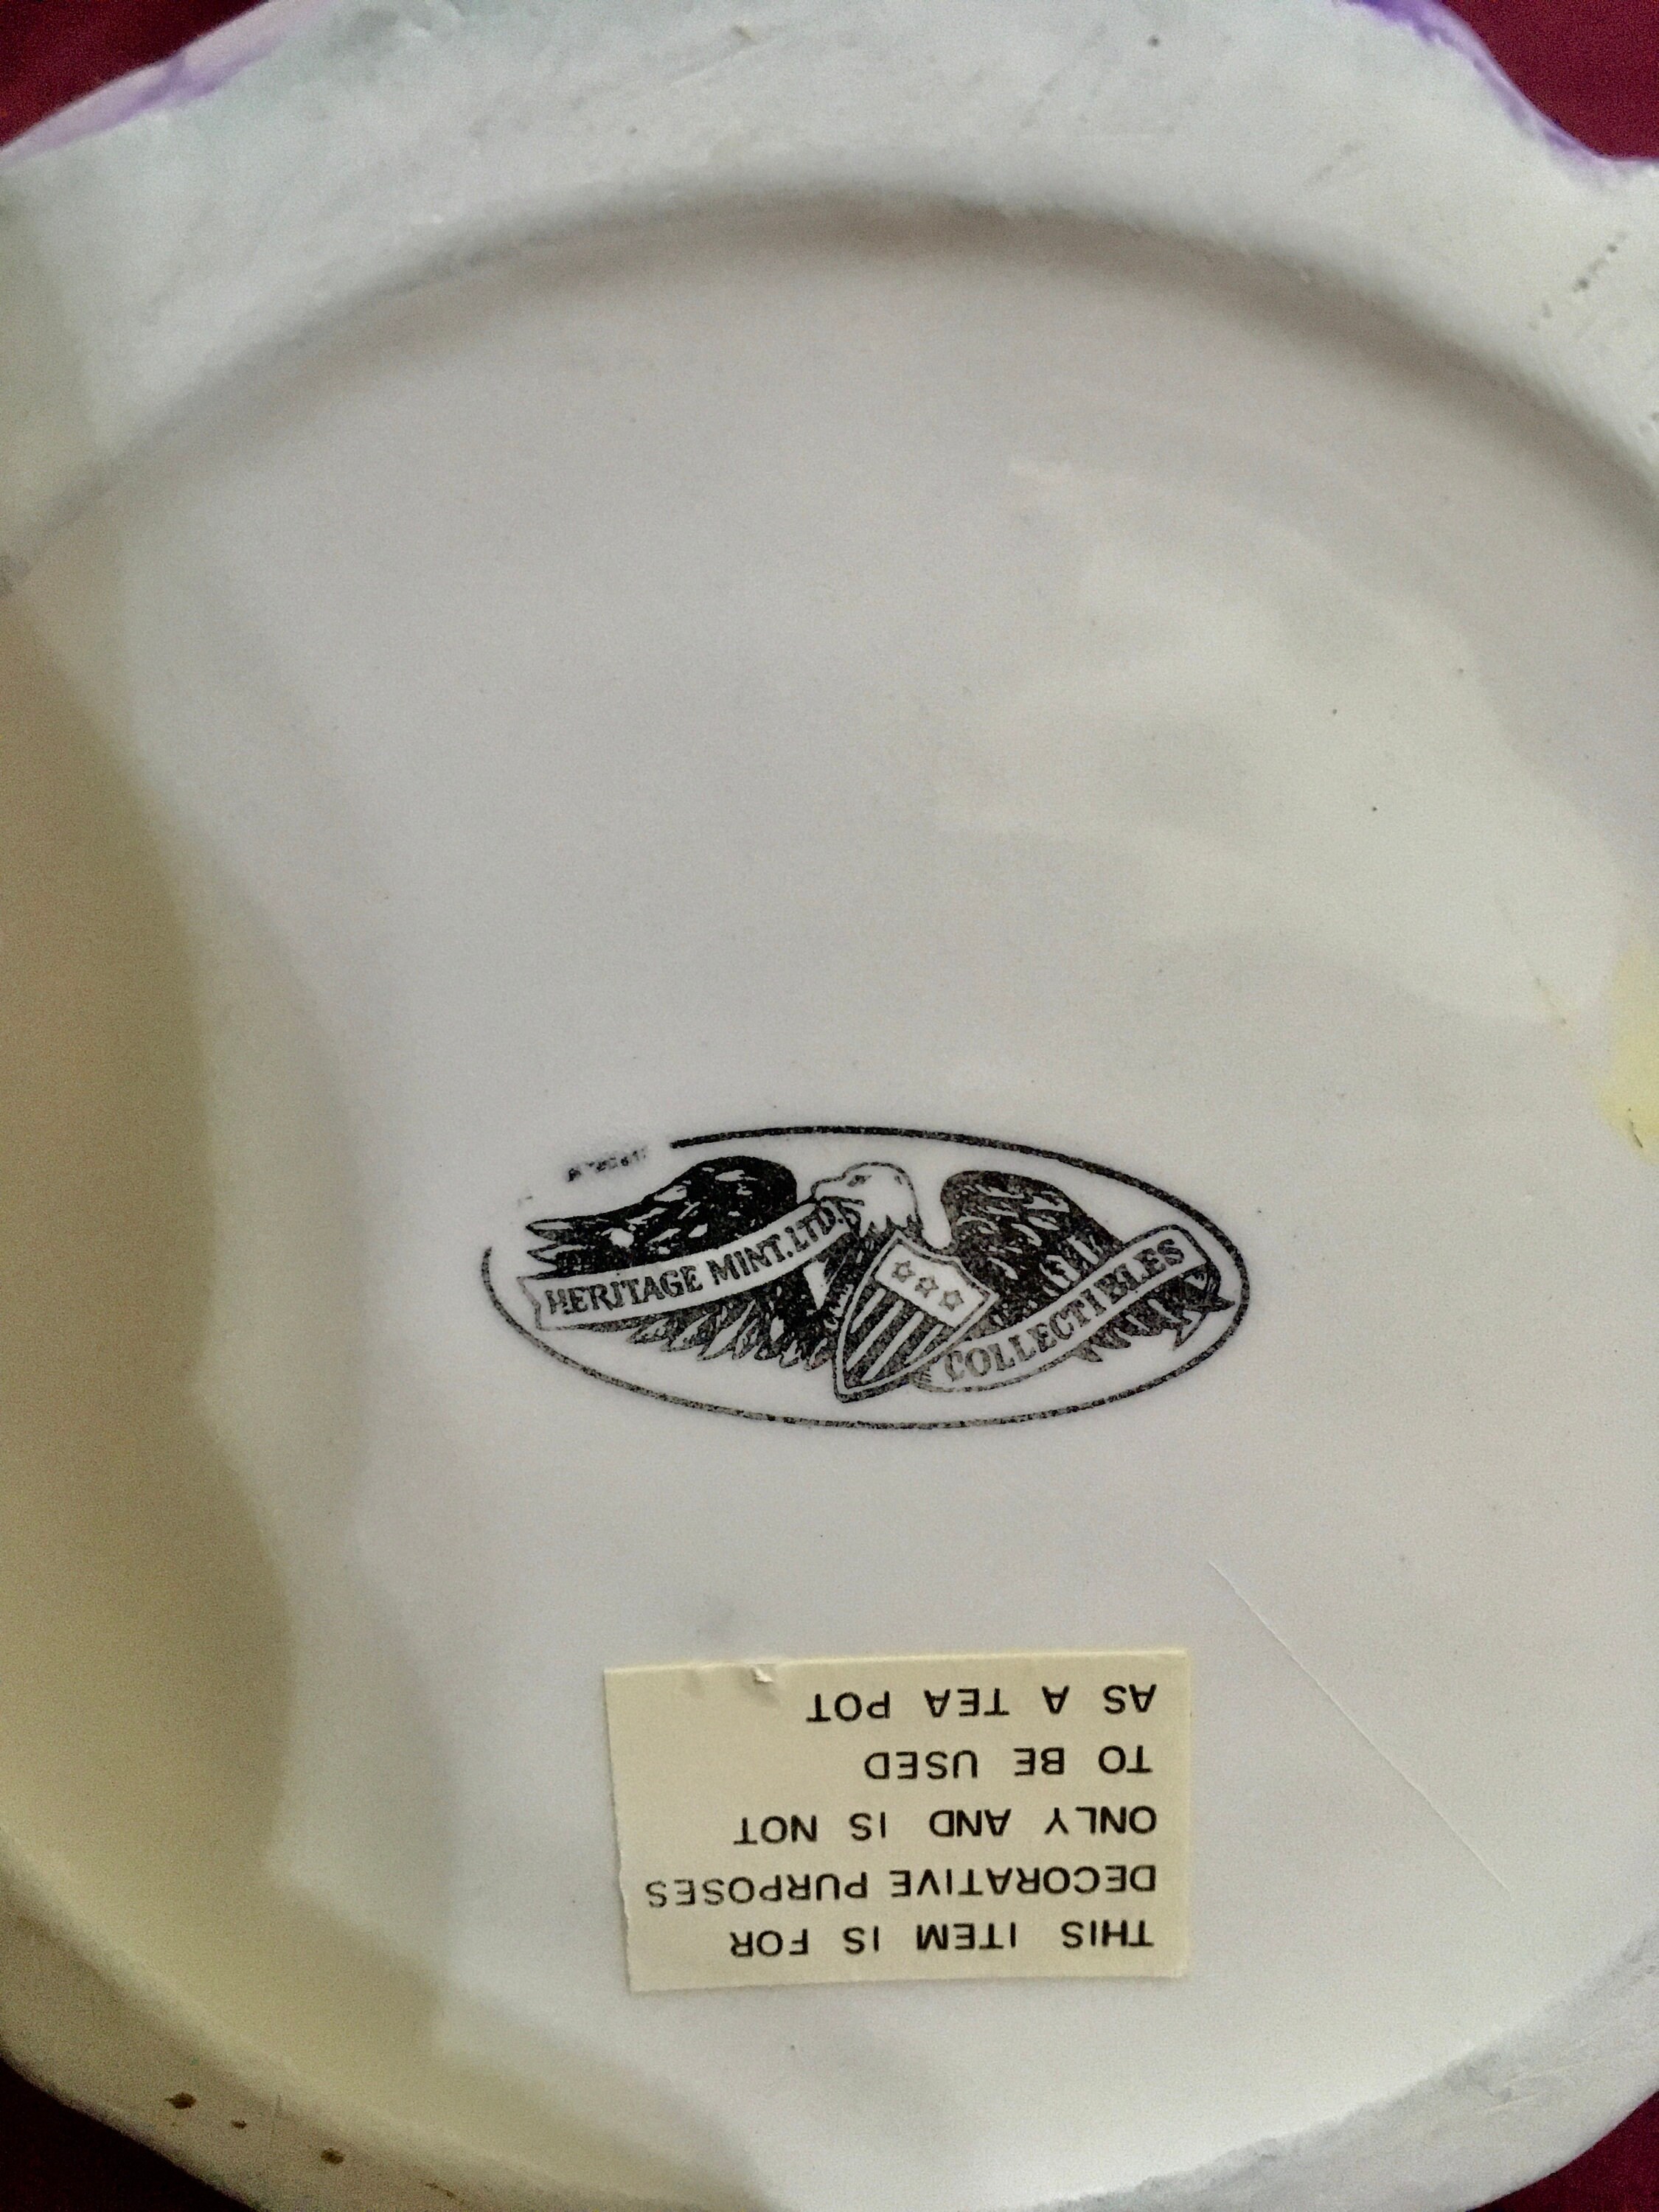 HERITAGE MINT. LTD.
COLLECTIBLES
THIS ITEM IS FOR
DECORATIVE PURPOSES
ONLY AND IS NOT
TO BE USED
AS A TEA POT